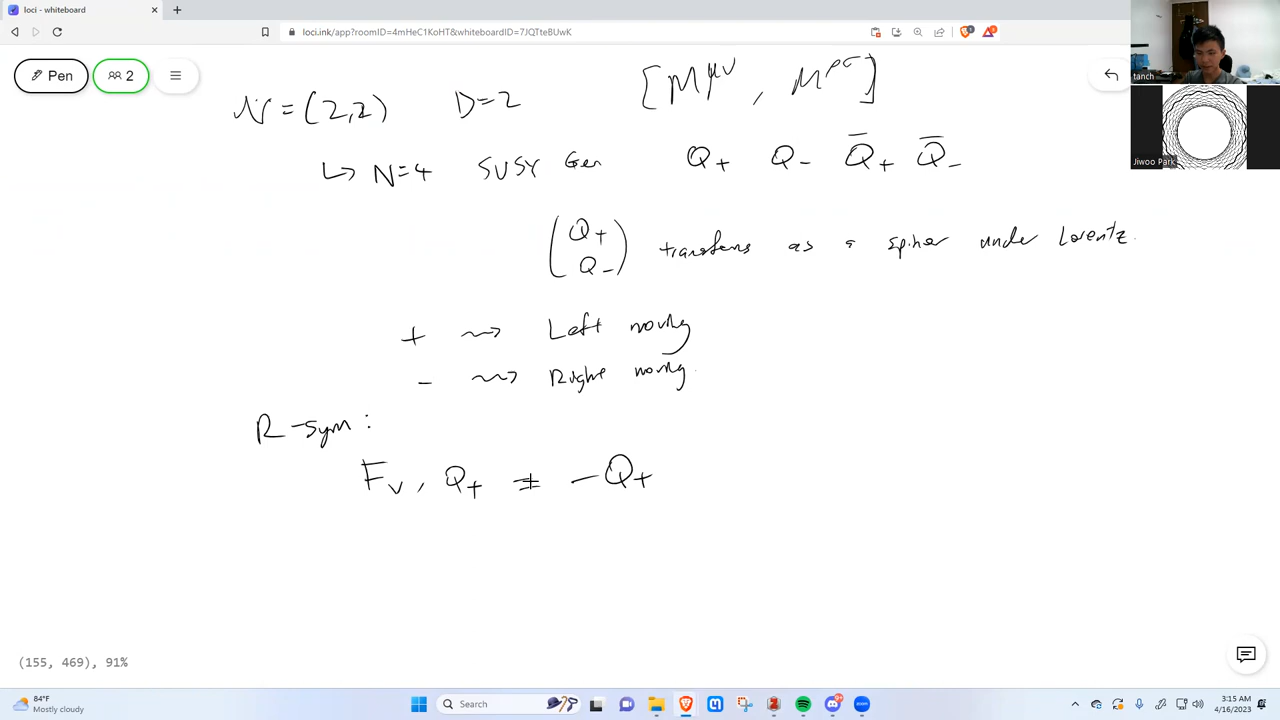 loci - whiteboard
loci.ink/app?roomID=4mHeC1KoHT&whiteboardID=7JQTteBUwK
Pen
2
tanch
Jiwoo Park
N = (2,2) D=2 [M^μν , M^ρσ]
↳ N=4 SUSY Gen Q+ Q- Q̄+ Q̄-
(Q+ Q-) transforms as a spinor under Lorentz.
+ ⇝ Left moving
- ⇝ Right moving
R-sym:
F_V , Q+ = -Q+
(155, 469), 91%
84°F
Mostly cloudy
Search
3:15 AM
4/16/2023